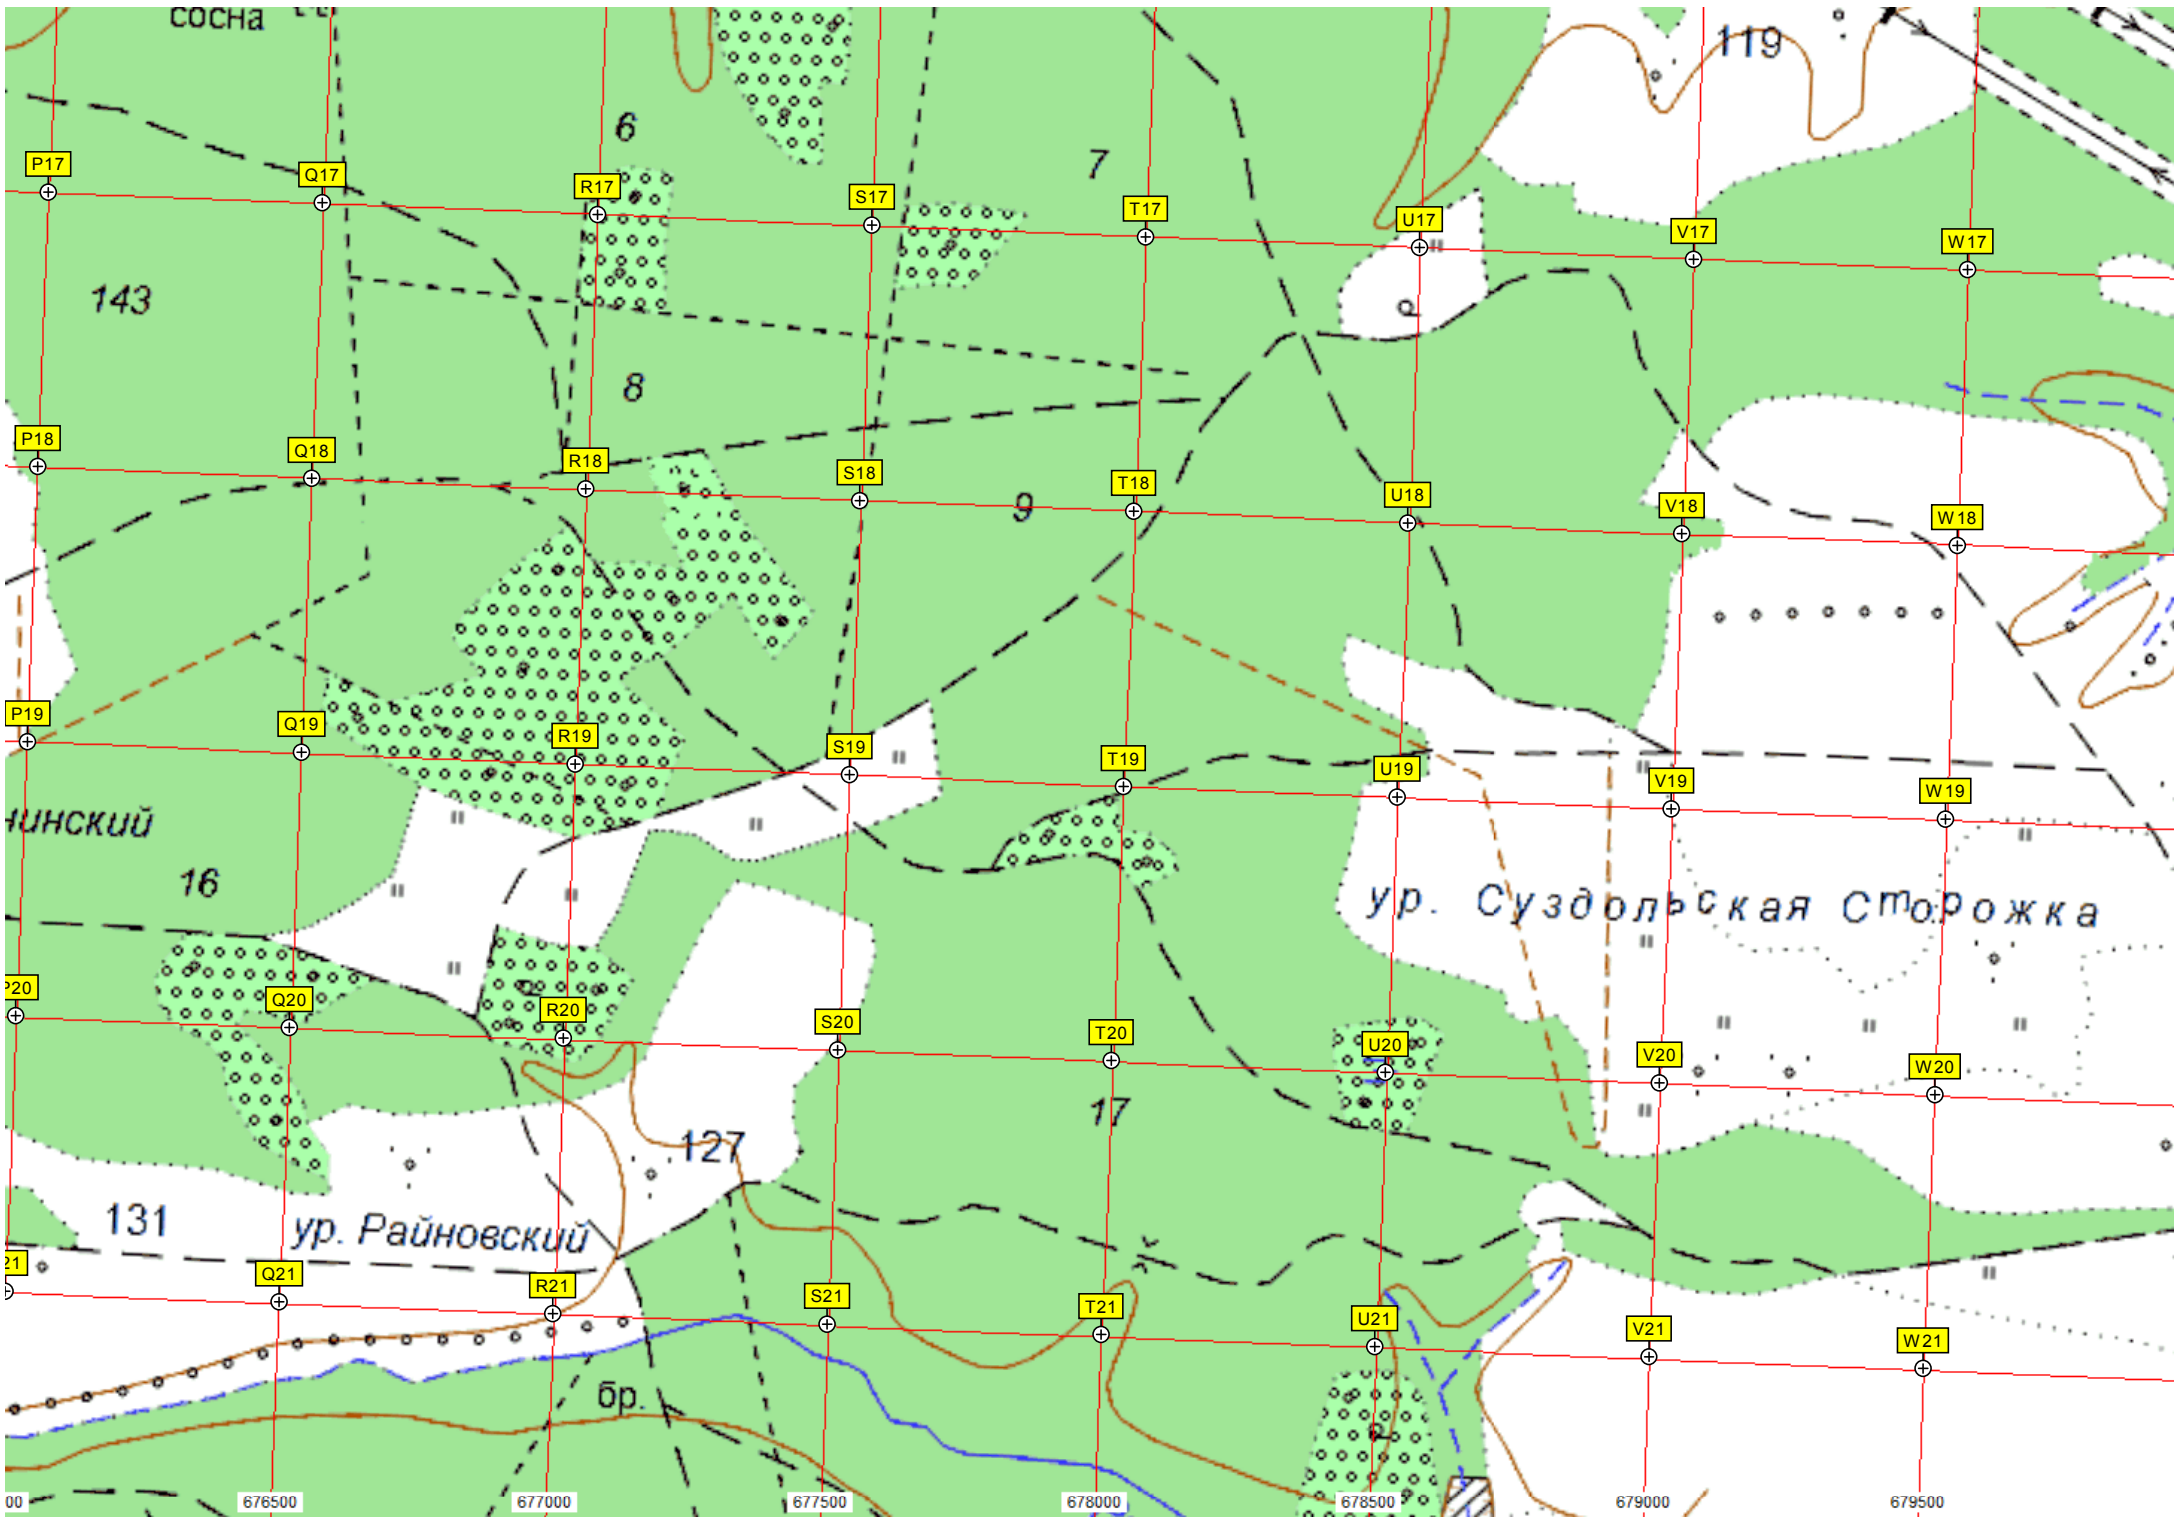 сосна
119
6
7
P17 Q17 R17 S17 T17 U17 V17 W17
143
8
P18 Q18 R18 S18 T18 U18 V18 W18
9
P19 Q19 R19 S19 T19 U19 V19 W19
нинский
16
ур. Суздольская Сторожка
P20 Q20 R20 S20 T20 U20 V20 W20
17
127
131
ур. Райновский
21 Q21 R21 S21 T21 U21 V21 W21
бр.
00 676500 677000 677500 678000 678500 679000 679500